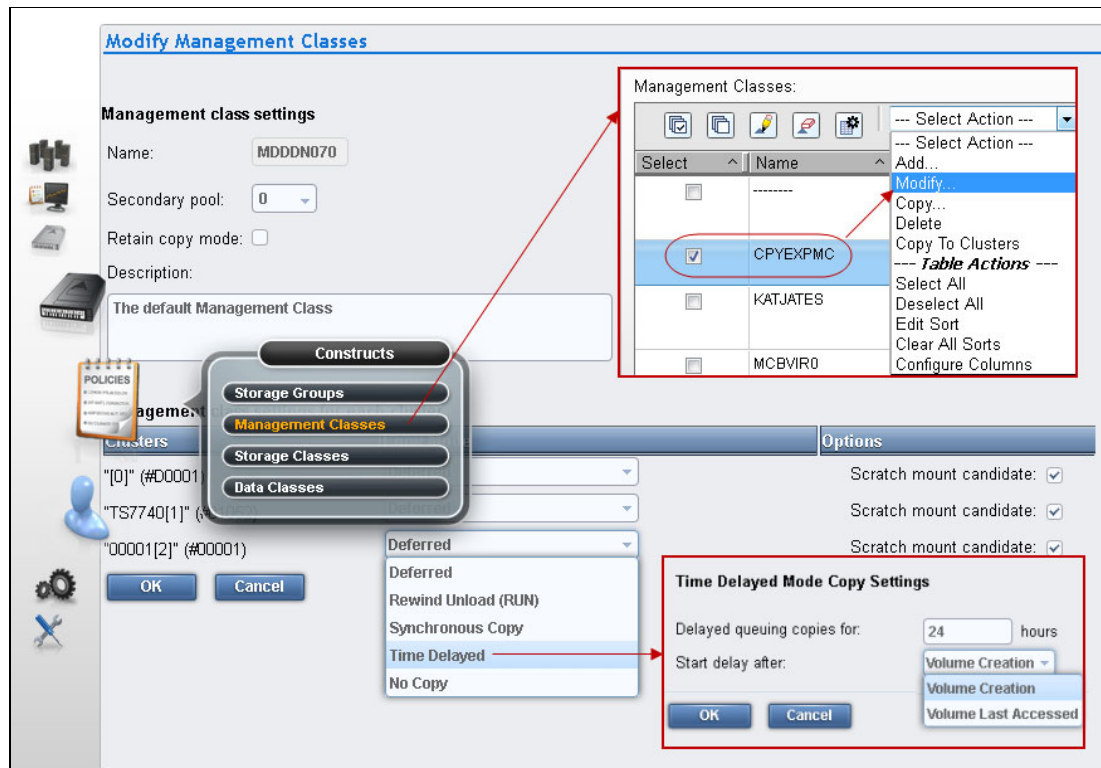 Modify Management Classes
Management class settings
Name: MDDDN070
Secondary pool: 0
Retain copy mode:
Description:
The default Management Class
Management Classes:
--- Select Action ---
--- Select Action ---
Add...
Modify...
Copy...
Delete
Copy To Clusters
--- Table Actions ---
Select All
Deselect All
Edit Sort
Clear All Sorts
Configure Columns
Select ^ Name ^
--------
CPYEXPMC
KATJATES
MCBVIR0
POLICIES
Constructs
Storage Groups
Management Classes
Storage Classes
Data Classes
agement
Clusters
Options
"[0]" (#D0001)
Scratch mount candidate:
"TS7740[1]"
Deferred
Scratch mount candidate:
"00001[2]" (#00001)
Deferred
Scratch mount candidate:
OK Cancel
Deferred
Rewind Unload (RUN)
Synchronous Copy
Time Delayed
No Copy
Time Delayed Mode Copy Settings
Delayed queuing copies for: 24 hours
Start delay after: Volume Creation
Volume Creation
Volume Last Accessed
OK Cancel